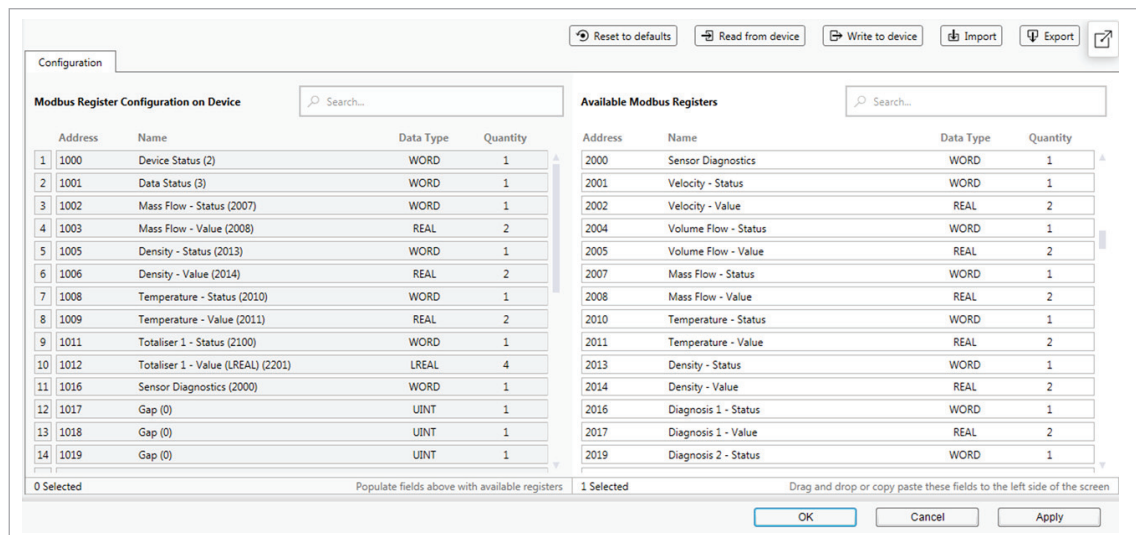 Reset to defaults Read from device Write to device Import Export
Configuration
Modbus Register Configuration on Device Search... Available Modbus Registers Search...
Address Name Data Type Quantity Address Name Data Type Quantity
1 1000 Device Status (2) WORD 1 2000 Sensor Diagnostics WORD 1
2 1001 Data Status (3) WORD 1 2001 Velocity - Status WORD 1
3 1002 Mass Flow - Status (2007) WORD 1 2002 Velocity - Value REAL 2
4 1003 Mass Flow - Value (2008) REAL 2 2004 Volume Flow - Status WORD 1
5 1005 Density - Status (2013) WORD 1 2005 Volume Flow - Value REAL 2
6 1006 Density - Value (2014) REAL 2 2007 Mass Flow - Status WORD 1
7 1008 Temperature - Status (2010) WORD 1 2008 Mass Flow - Value REAL 2
8 1009 Temperature - Value (2011) REAL 2 2010 Temperature - Status WORD 1
9 1011 Totaliser 1 - Status (2100) WORD 1 2011 Temperature - Value REAL 2
10 1012 Totaliser 1 - Value (LREAL) (2201) LREAL 4 2013 Density - Status WORD 1
11 1016 Sensor Diagnostics (2000) WORD 1 2014 Density - Value REAL 2
12 1017 Gap (0) UINT 1 2016 Diagnosis 1 - Status WORD 1
13 1018 Gap (0) UINT 1 2017 Diagnosis 1 - Value REAL 2
14 1019 Gap (0) UINT 1 2019 Diagnosis 2 - Status WORD 1
0 Selected Populate fields above with available registers 1 Selected Drag and drop or copy paste these fields to the left side of the screen
OK Cancel Apply